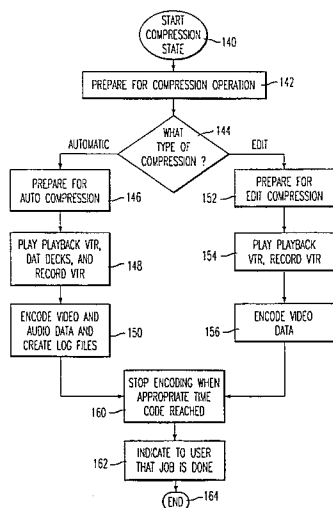 START
COMPRESSION
STATE
140
PREPARE FOR COMPRESSION OPERATION
142
WHAT
TYPE OF
COMPRESSION ?
144
AUTOMATIC
EDIT
PREPARE FOR
AUTO COMPRESSION
146
152
PREPARE FOR
EDIT COMPRESSION
PLAY PLAYBACK VTR,
DAT DECKS, AND
RECORD VTR
148
154
PLAY PLAYBACK
VTR, RECORD VTR
ENCODE VIDEO AND
AUDIO DATA AND
CREATE LOG FILES
150
156
ENCODE VIDEO
DATA
160
STOP ENCODING WHEN
APPROPRIATE TIME
CODE REACHED
162
INDICATE TO USER
THAT JOB IS DONE
END
164